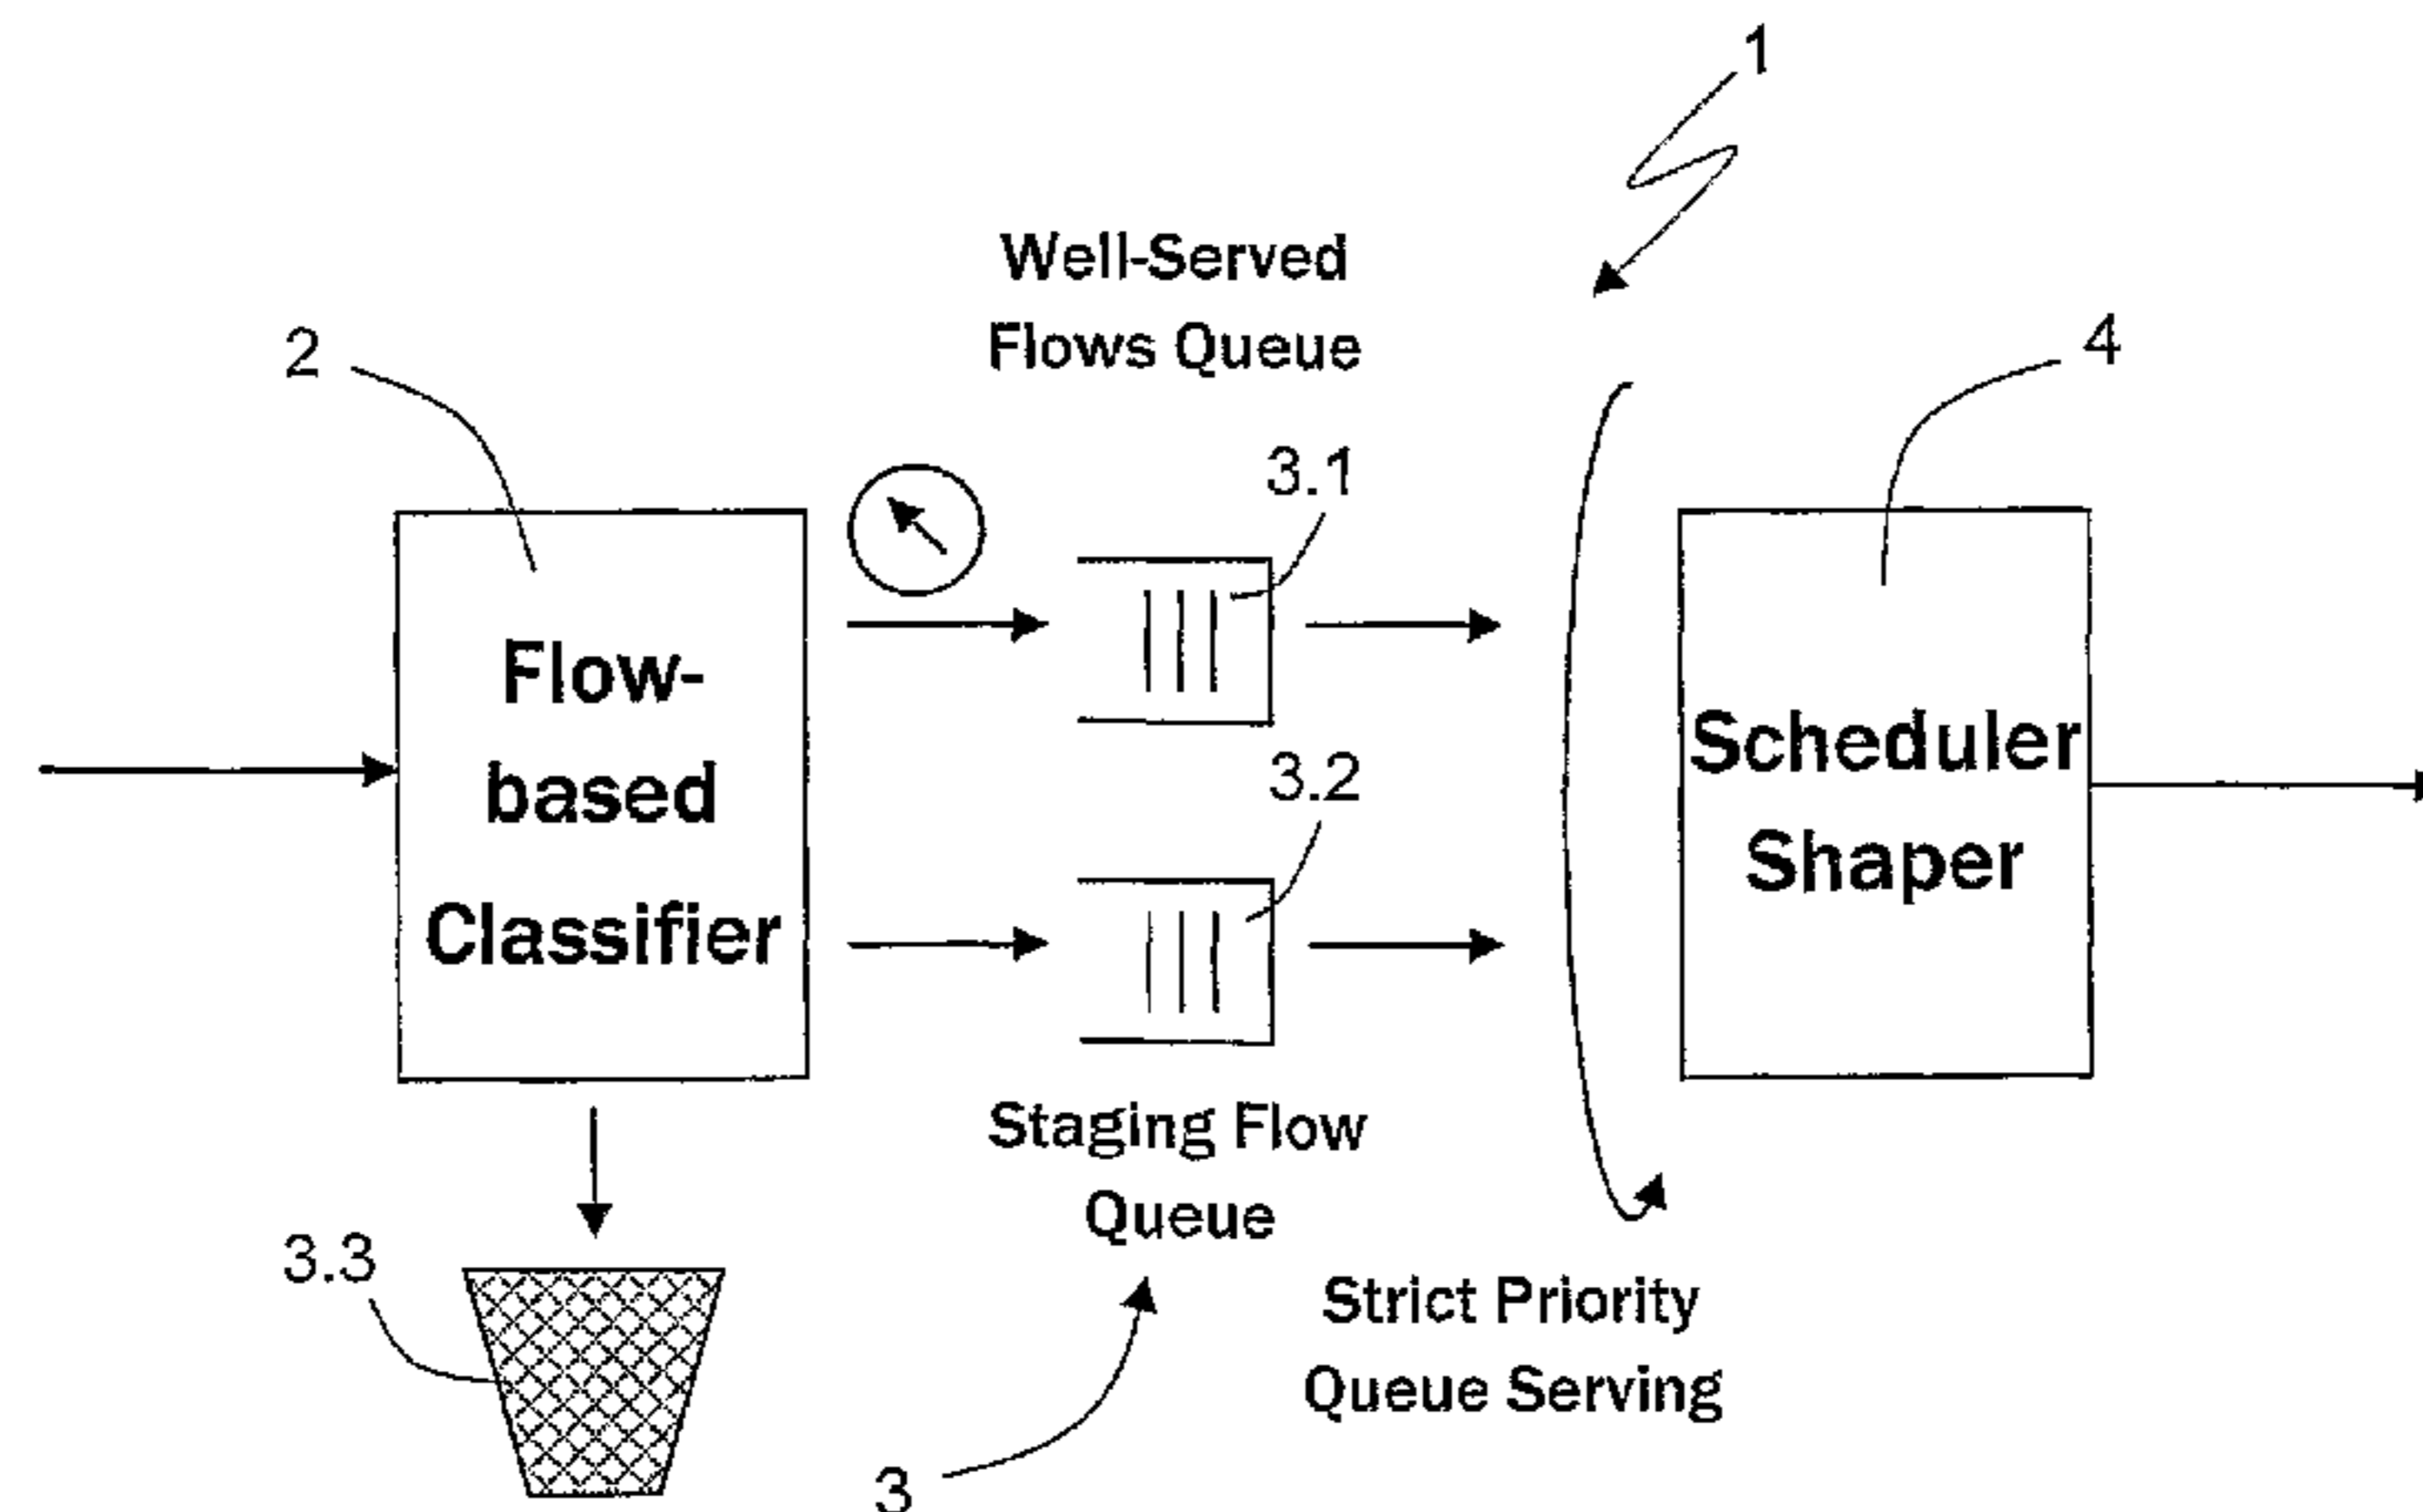 1
Well-Served
Flows Queue
2
4
3.1
Flow-
based
Classifier
3.2
Scheduler
Shaper
Staging Flow
Queue
3.3
Strict Priority
Queue Serving
3